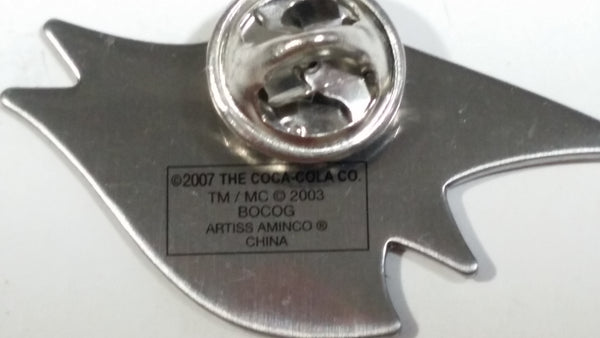 ©2007 THE COCA-COLA CO.
TM / MC © 2003
BOCOG
ARTISS AMINCO ®
CHINA